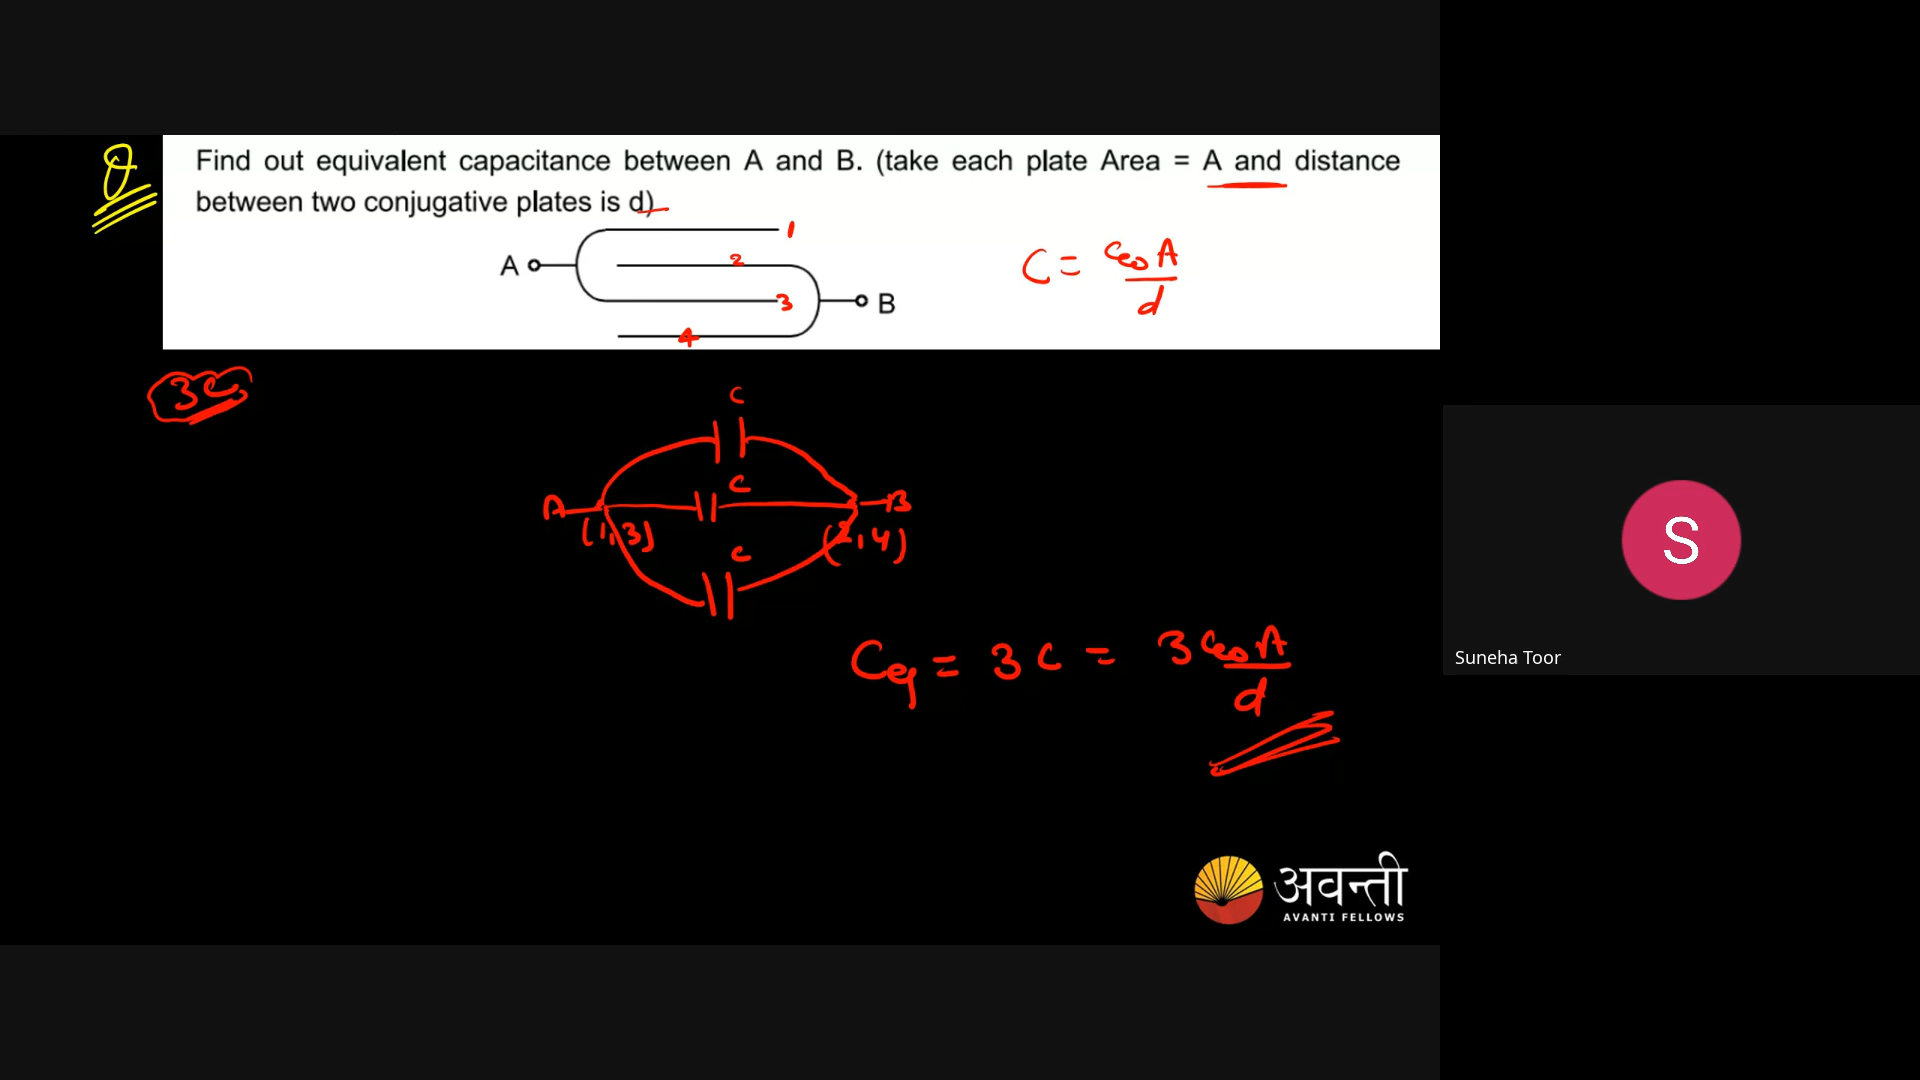 Q
Find out equivalent capacitance between A and B. (take each plate Area = A and distance
between two conjugative plates is d)
1
2
A
3
B
4
C = ε₀A/d
3C
C
C
A
B
(1,3)
(2,4)
C
Ceq = 3C = 3ε₀A/d
S
Suneha Toor
अवन्ती
AVANTI FELLOWS